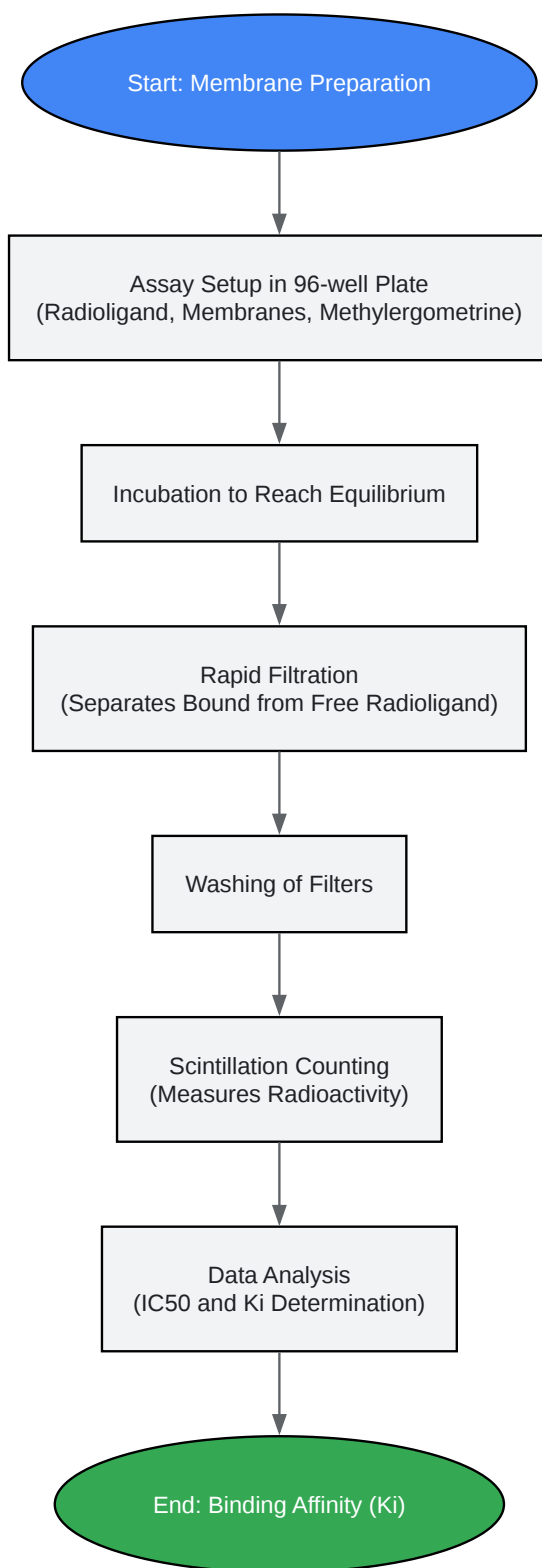 Start: Membrane Preparation
Assay Setup in 96-well Plate
(Radioligand, Membranes, Methylergometrine)
Incubation to Reach Equilibrium
Rapid Filtration
(Separates Bound from Free Radioligand)
Washing of Filters
Scintillation Counting
(Measures Radioactivity)
Data Analysis
(IC50 and Ki Determination)
End: Binding Affinity (Ki)